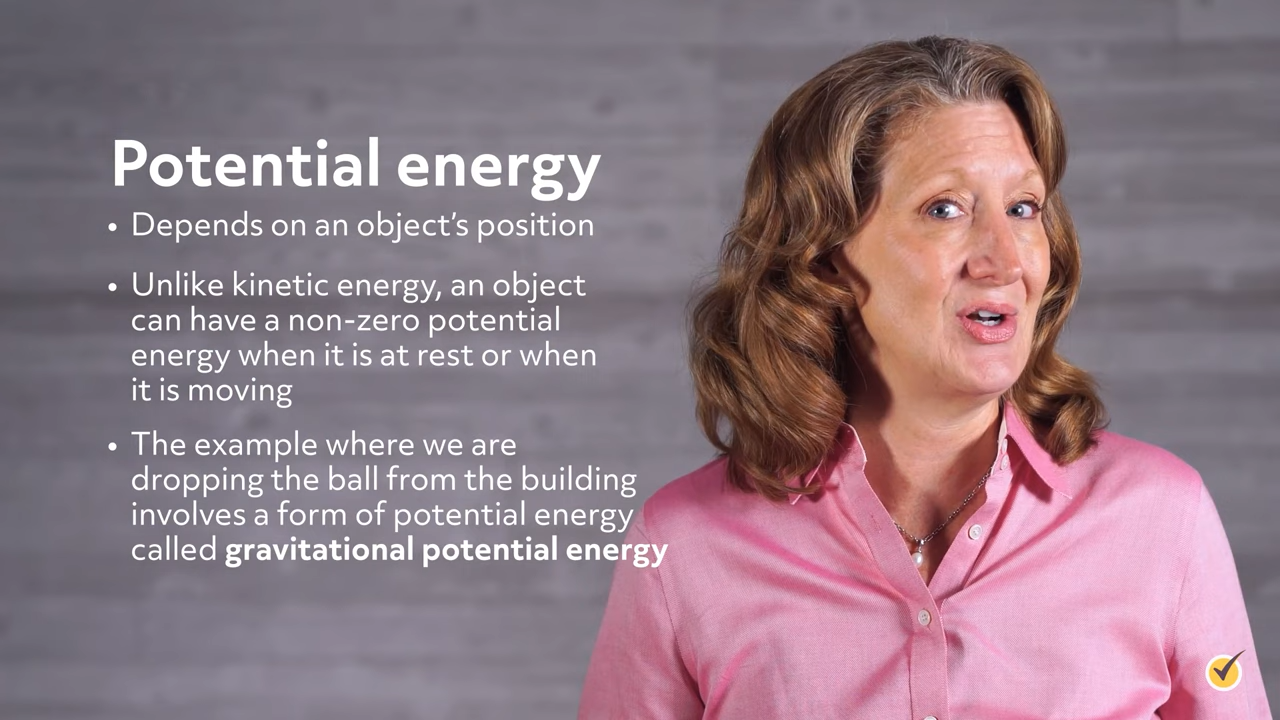 Potential energy
• Depends on an object’s position
• Unlike kinetic energy, an object
can have a non-zero potential
energy when it is at rest or when
it is moving
• The example where we are
dropping the ball from the building
involves a form of potential energy
called gravitational potential energy